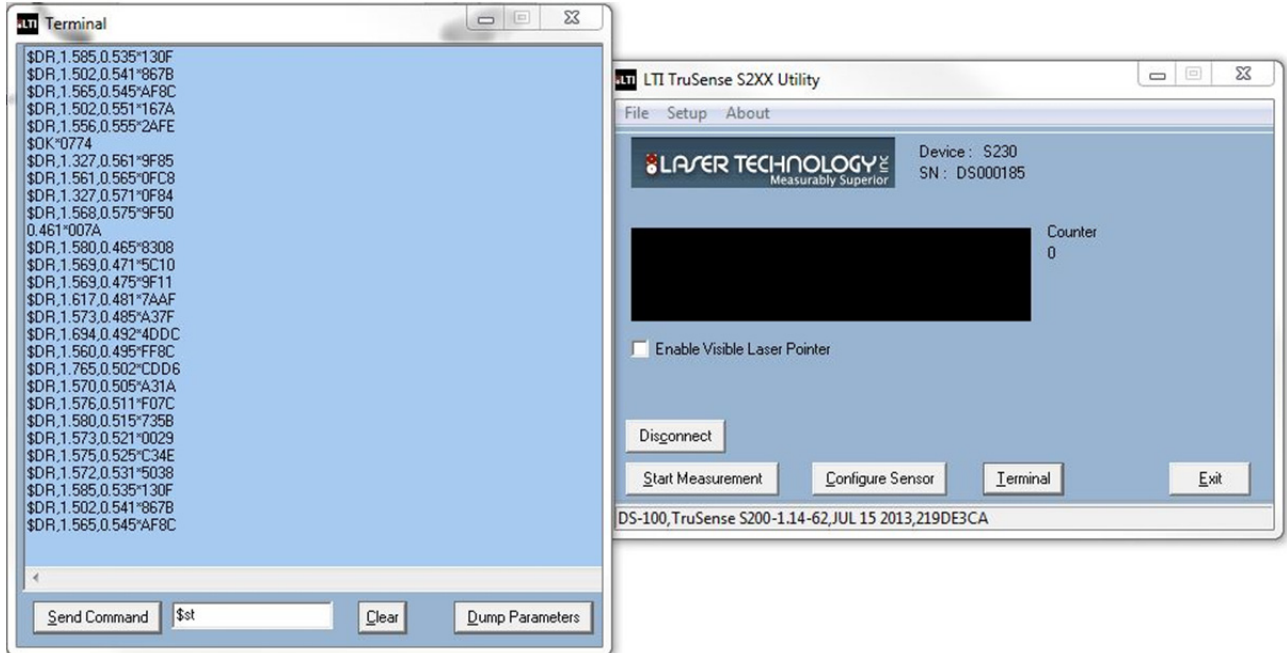 LTI Terminal
$DR,1.585,0.535*130F
$DR,1.502,0.541*867B
$DR,1.565,0.545*AF8C
$DR,1.502,0.551*167A
$DR,1.556,0.555*2AFE
$OK*0774
$DR,1.327,0.561*9F85
$DR,1.561,0.565*0FC8
$DR,1.327,0.571*0F84
$DR,1.568,0.575*9F50
0.461*007A
$DR,1.580,0.465*8308
$DR,1.569,0.471*5C10
$DR,1.569,0.475*9F11
$DR,1.617,0.481*7AAF
$DR,1.573,0.485*A37F
$DR,1.694,0.492*4DDC
$DR,1.560,0.495*FF8C
$DR,1.765,0.502*CDD6
$DR,1.570,0.505*A31A
$DR,1.576,0.511*F07C
$DR,1.580,0.515*735B
$DR,1.573,0.521*0029
$DR,1.575,0.525*C34E
$DR,1.572,0.531*5038
$DR,1.585,0.535*130F
$DR,1.502,0.541*867B
$DR,1.565,0.545*AF8C
Send Command $st Clear Dump Parameters
LTI LTI TruSense S2XX Utility
File Setup About
LASER TECHNOLOGY INC
Measurably Superior
Device : S230
SN : DS000185
Counter
0
Enable Visible Laser Pointer
Disconnect
Start Measurement Configure Sensor Terminal Exit
DS-100,TruSense S200-1.14-62,JUL 15 2013,219DE3CA